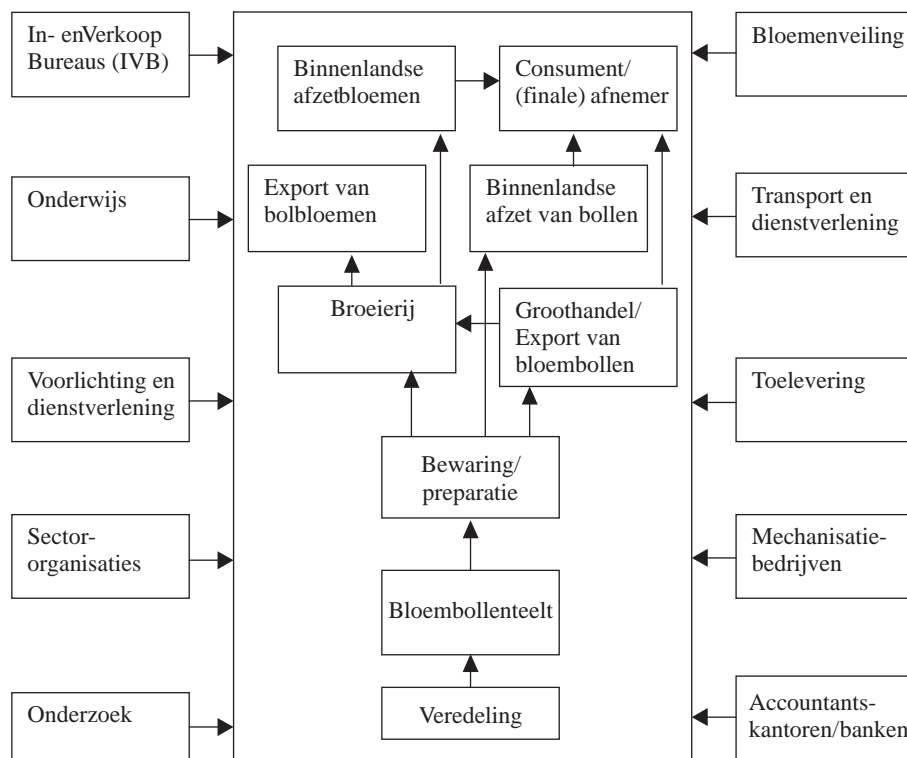 In- enVerkoop
Bureaus (IVB)
Binnenlandse
afzetbloemen
Consument/
(finale) afnemer
Bloemenveiling
Onderwijs
Export van
bolbloemen
Binnenlandse
afzet van bollen
Transport en
dienstverlening
Broeierij
Groothandel/
Export van
bloembollen
Voorlichting en
dienstverlening
Toelevering
Bewaring/
preparatie
Sector-
organisaties
Mechanisatie-
bedrijven
Bloembollenteelt
Onderzoek
Veredeling
Accountants-
kantoren/banken